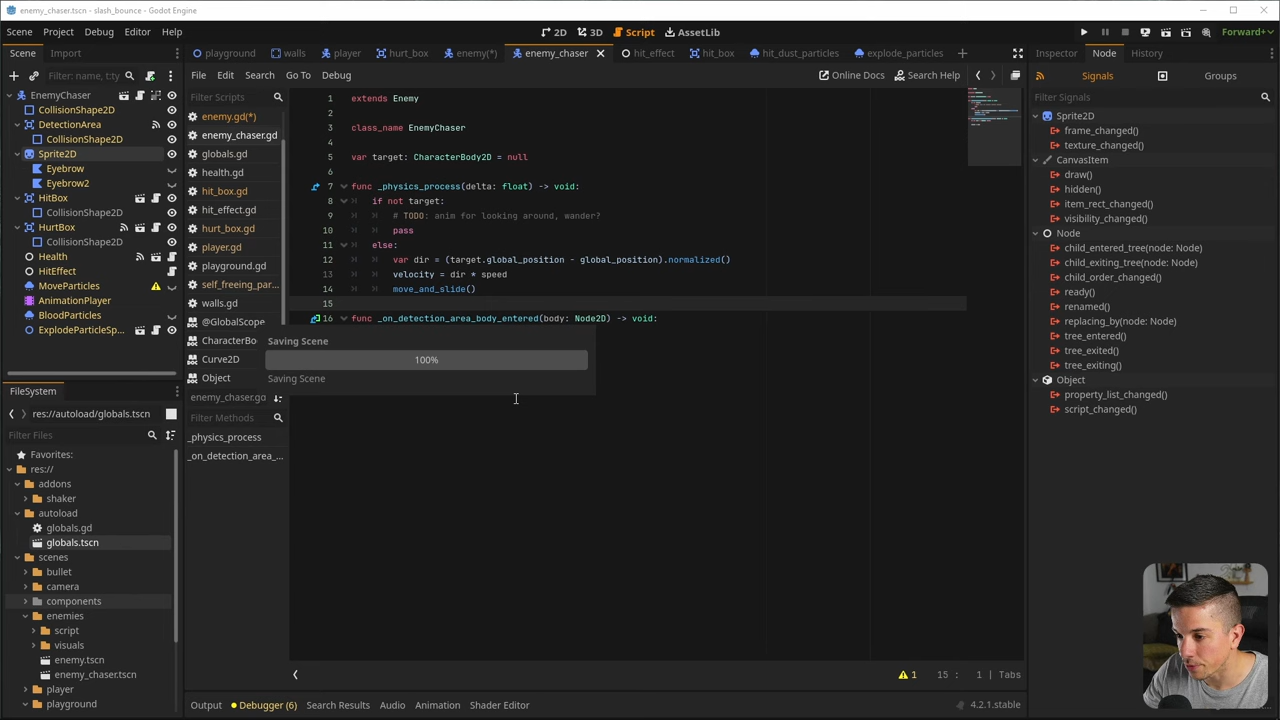 enemy_chaser.tscn - slash_bounce - Godot Engine
Scene Project Debug Editor Help
2D 3D Script AssetLib
Forward+
Scene Import
playground walls player hurt_box enemy(*) enemy_chaser hit_effect hit_box hit_dust_particles explode_particles
Inspector Node History
Filter: name, t:ty
File Edit Search Go To Debug
Online Docs Search Help
Signals Groups
EnemyChaser
CollisionShape2D
DetectionArea
CollisionShape2D
Sprite2D
Eyebrow
Eyebrow2
HitBox
CollisionShape2D
HurtBox
CollisionShape2D
Health
HitEffect
MoveParticles
AnimationPlayer
BloodParticles
ExplodeParticleSp...
Filter Scripts
enemy.gd(*)
enemy_chaser.gd
globals.gd
health.gd
hit_box.gd
hit_effect.gd
hurt_box.gd
player.gd
playground.gd
self_freeing_par...
walls.gd
@GlobalScope
CharacterBo
Curve2D
Object
enemy_chaser.gd
Filter Methods
_physics_process
_on_detection_area_...
1 extends Enemy
2
3 class_name EnemyChaser
4
5 var target: CharacterBody2D = null
6
7 func _physics_process(delta: float) -> void:
8 if not target:
9 # TODO: anim for looking around, wander?
10 pass
11 else:
12 var dir = (target.global_position - global_position).normalized()
13 velocity = dir * speed
14 move_and_slide()
15
16 func _on_detection_area_body_entered(body: Node2D) -> void:
Saving Scene
100%
Saving Scene
Filter Signals
Sprite2D
frame_changed()
texture_changed()
CanvasItem
draw()
hidden()
item_rect_changed()
visibility_changed()
Node
child_entered_tree(node: Node)
child_exiting_tree(node: Node)
child_order_changed()
ready()
renamed()
replacing_by(node: Node)
tree_entered()
tree_exited()
tree_exiting()
Object
property_list_changed()
script_changed()
FileSystem
res://autoload/globals.tscn
Filter Files
Favorites:
res://
addons
shaker
autoload
globals.gd
globals.tscn
scenes
bullet
camera
components
enemies
script
visuals
enemy.tscn
enemy_chaser.tscn
player
playground
1 15 : 1 | Tabs
Output Debugger (6) Search Results Audio Animation Shader Editor
4.2.1.stable